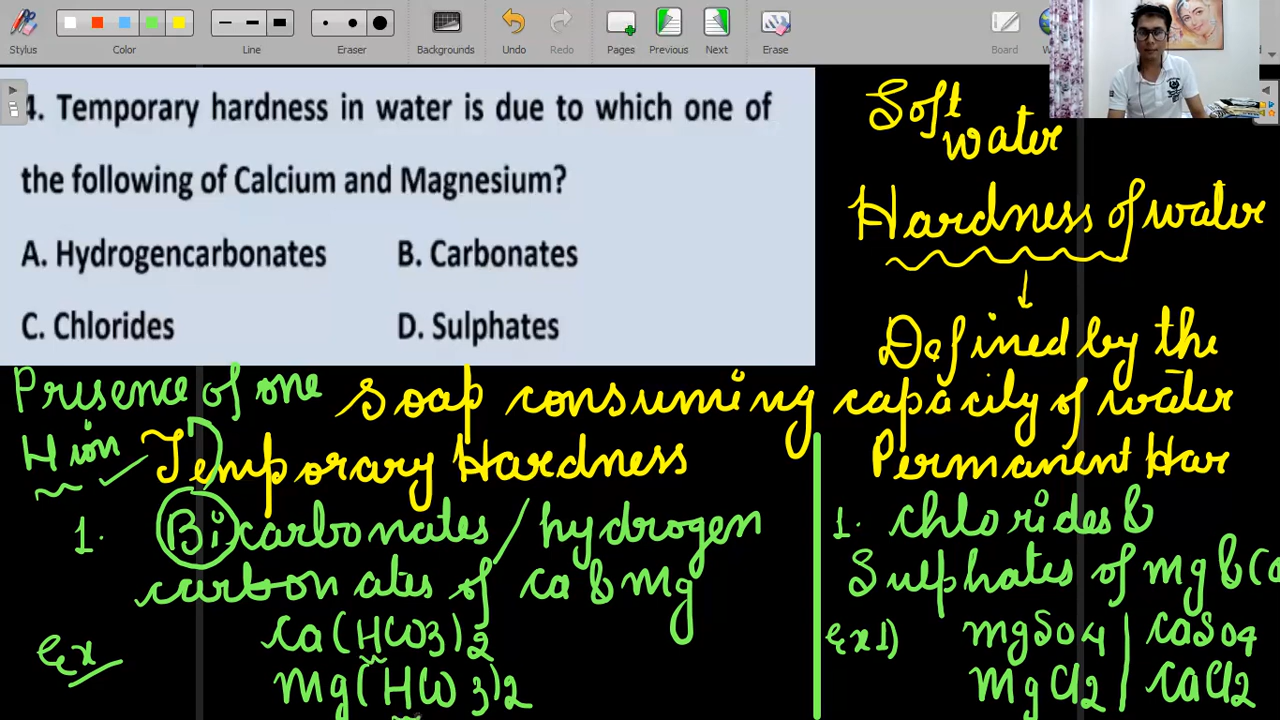 Stylus Color Line Eraser Backgrounds Undo Redo Pages Previous Next Erase Board
4. Temporary hardness in water is due to which one of
the following of Calcium and Magnesium?
A. Hydrogencarbonates B. Carbonates
C. Chlorides D. Sulphates
Soft
water
Hardness of water
Defined by the
soap consuming capacity of water
Presence of one
H ion
Temporary Hardness
1. Bicarbonates / hydrogen
carbonates of ca & mg
Ex
ca(HCO3)2
Mg(HCO3)2
Permanent Har
1. chlorides &
Sulphates of mg & Ca
Ex 1) mgSO4 | CaSO4
MgCl2 | CaCl2